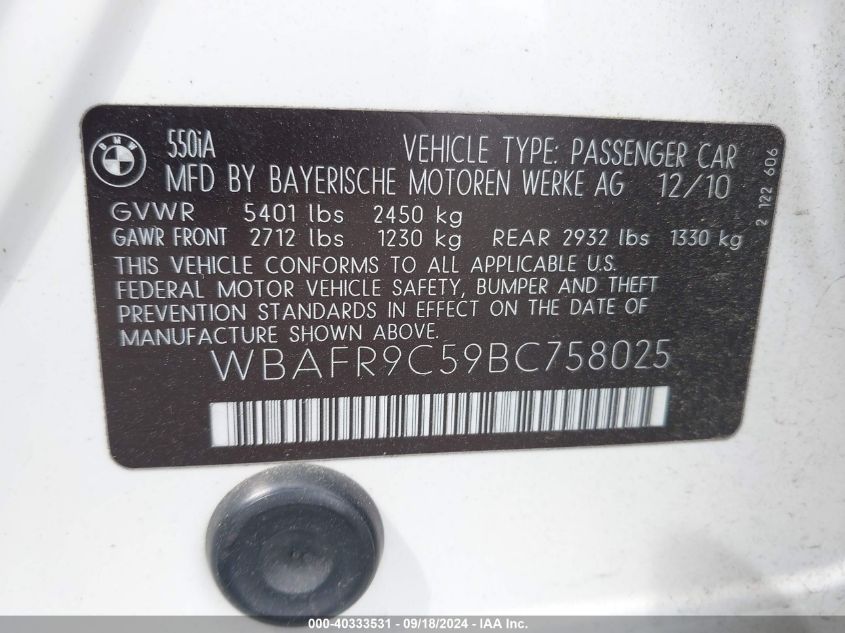 BMW
550iA VEHICLE TYPE: PASSENGER CAR
MFD BY BAYERISCHE MOTOREN WERKE AG 12/10
GVWR 5401 lbs 2450 kg
GAWR FRONT 2712 lbs 1230 kg REAR 2932 lbs 1330 kg
THIS VEHICLE CONFORMS TO ALL APPLICABLE U.S.
FEDERAL MOTOR VEHICLE SAFETY, BUMPER AND THEFT
PREVENTION STANDARDS IN EFFECT ON THE DATE OF
MANUFACTURE SHOWN ABOVE.
WBAFR9C59BC758025
2 122 606
000-40333531 - 09/18/2024 - IAA Inc.